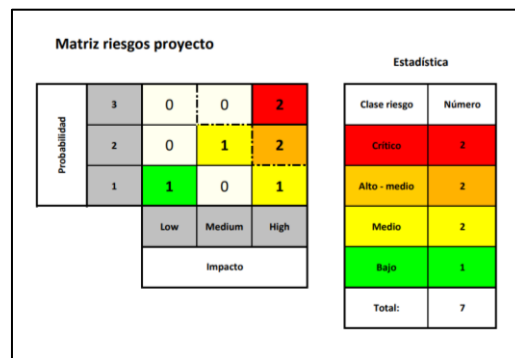 Matriz riesgos proyecto
Probabilidad
3 0 0 2
2 0 1 2
1 1 0 1
Low Medium High
Impacto
Estadística
Clase riesgo Número
Crítico 2
Alto - medio 2
Medio 2
Bajo 1
Total: 7